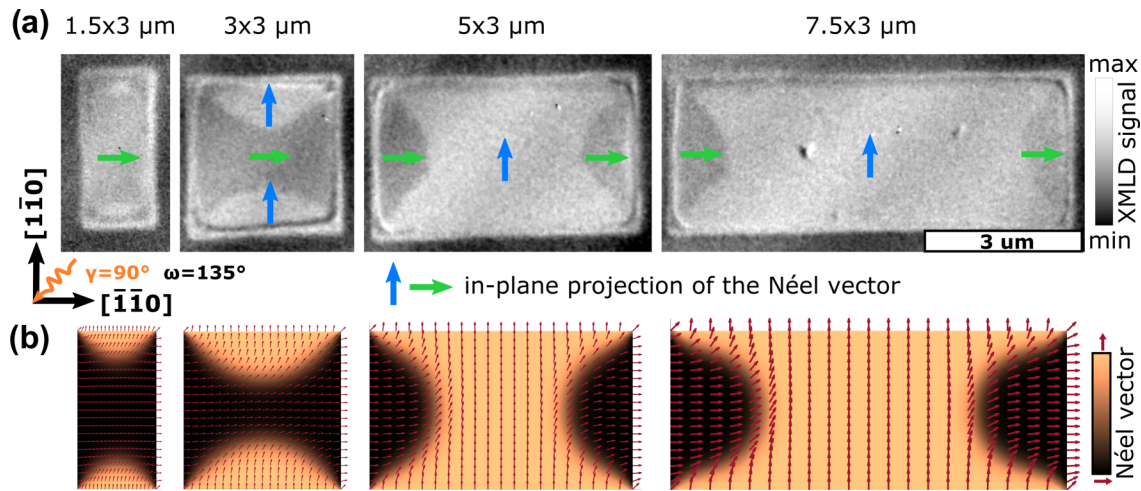 (a)
1.5x3 μm
3x3 μm
5x3 μm
7.5x3 μm
max
XMLD signal
min
3 um
[11̅0]
γ=90° ω=135°
[1̅1̅0]
in-plane projection of the Néel vector
(b)
Néel vector